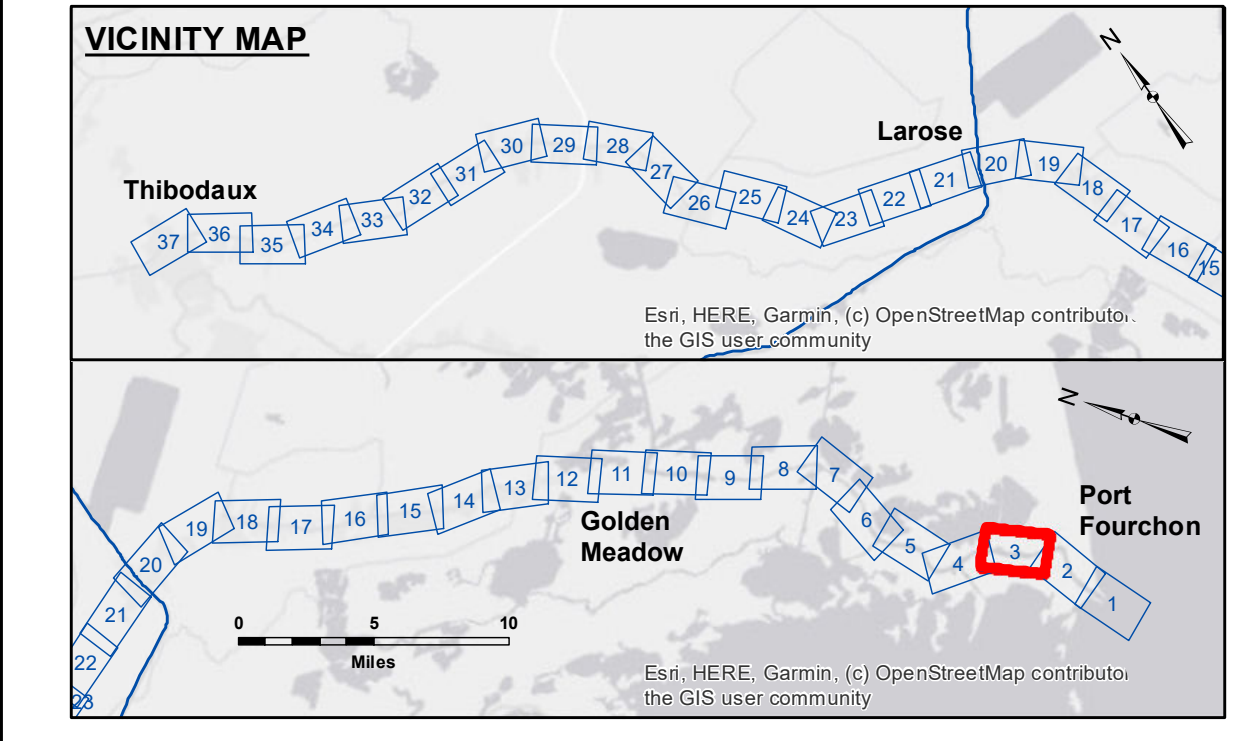 VICINITY MAP
N
Larose
Thibodaux
30 29 28 27 26 25 24 23 22 21 20 19 18 17 16 15
37 36 35 34 33 32 31
Esri, HERE, Garmin, (c) OpenStreetMap
the GIS user community
N
Port
Fourchon
Golden
Meadow
23 22 21 20 19 18 17 16 15 14 13 12 11 10 9 8 7 6 5 4 3 2 1
0 5 10
Miles
Esri, HERE, Garmin, (c) OpenStreetMap
the GIS user community